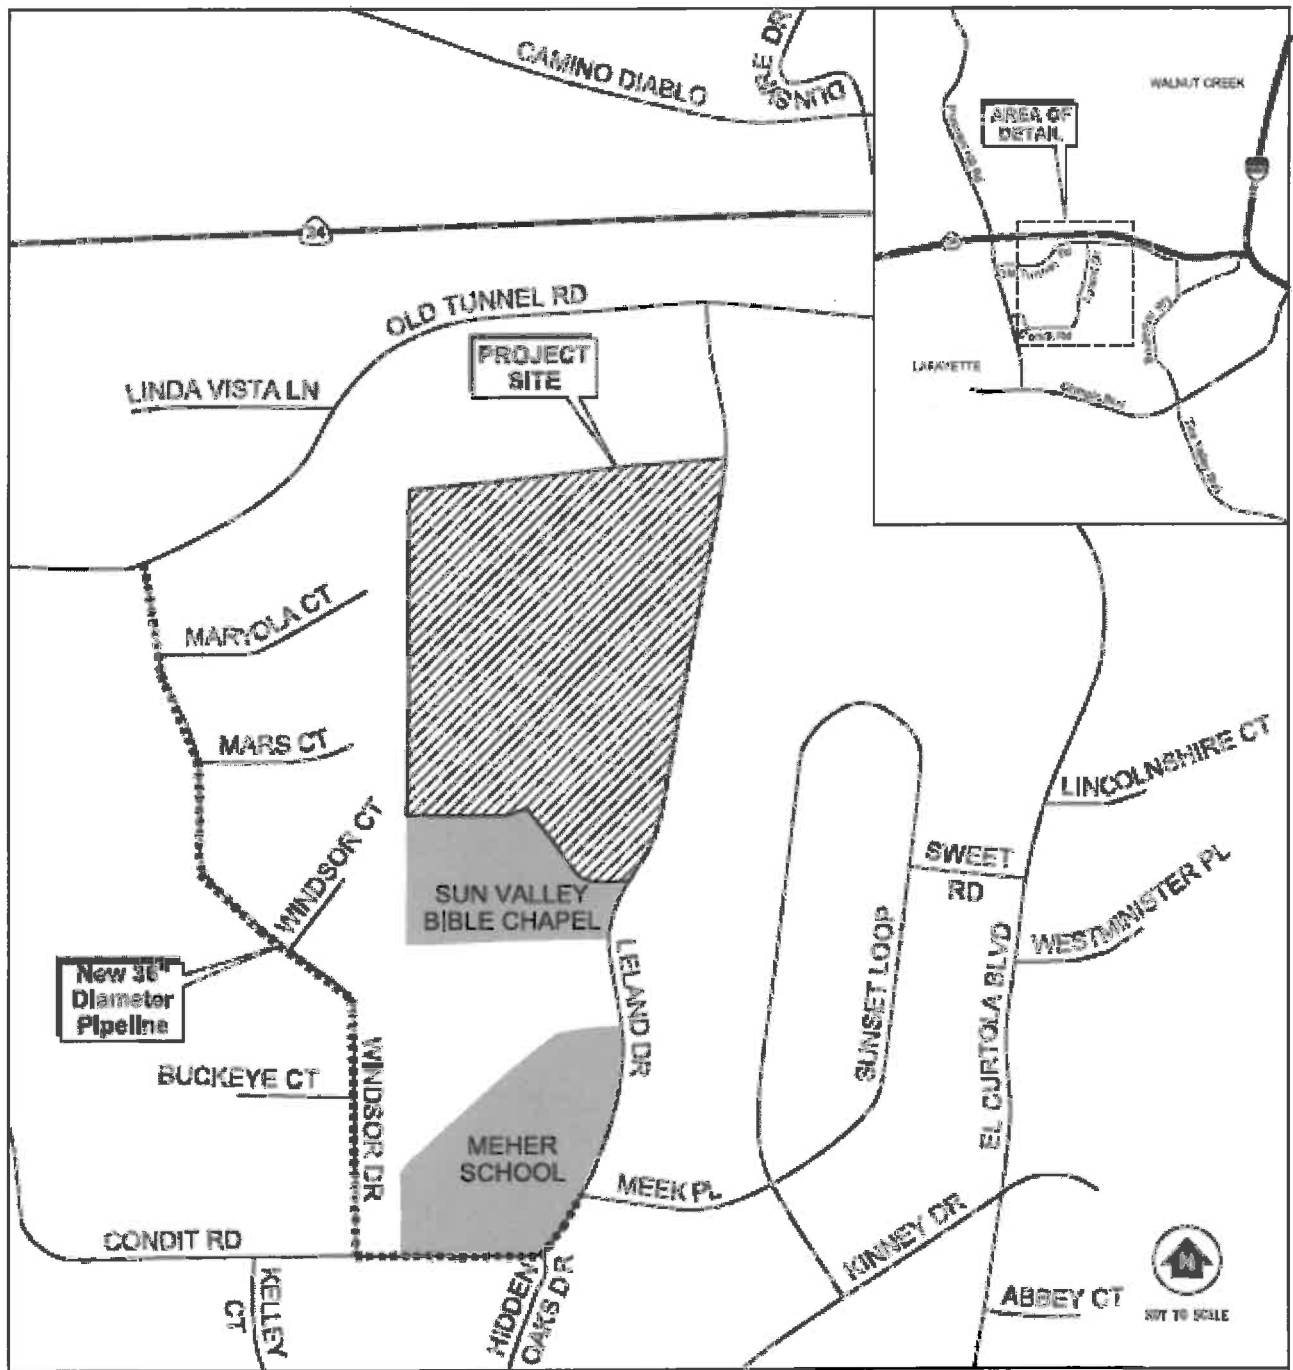 CAMINO DIABLO
WALNUT CREEK
AREA OF
DETAIL
24
OLD TUNNEL RD
PROJECT
SITE
LINDA VISTA LN
LAFAYETTE
MARYOLA CT
MARS CT
WINDSOR CT
LINCOLNSHIRE CT
SWEET
RD
SUN VALLEY
BIBLE CHAPEL
WESTMINISTER PL
LELAND DR
SUNSET LOOP
EL CURTOLA BLVD
New 36"
Diameter
Pipeline
WINDSOR DR
BUCKEYE CT
MEHER
SCHOOL
MEEK PL
CONDIT RD
KINNEY DR
KELLEY
CT
HIDDEN
OAKS DR
ABBEY CT
N
NOT TO SCALE